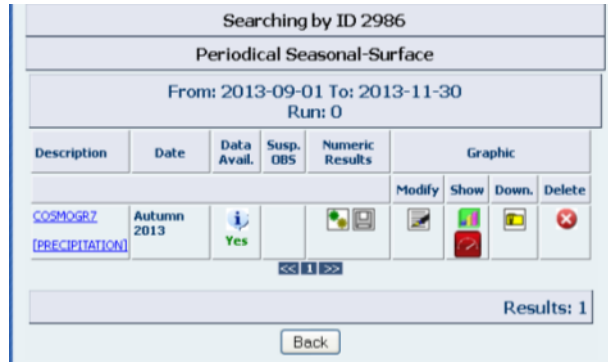 Searching by ID 2986
Periodical Seasonal-Surface
From: 2013-09-01 To: 2013-11-30
Run: 0
Description Date Data Avail. Susp. OBS Numeric Results Graphic
Modify Show Down. Delete
COSMOGR7 Autumn 2013
[PRECIPITATION] Yes
<< 1 >>
Results: 1
Back